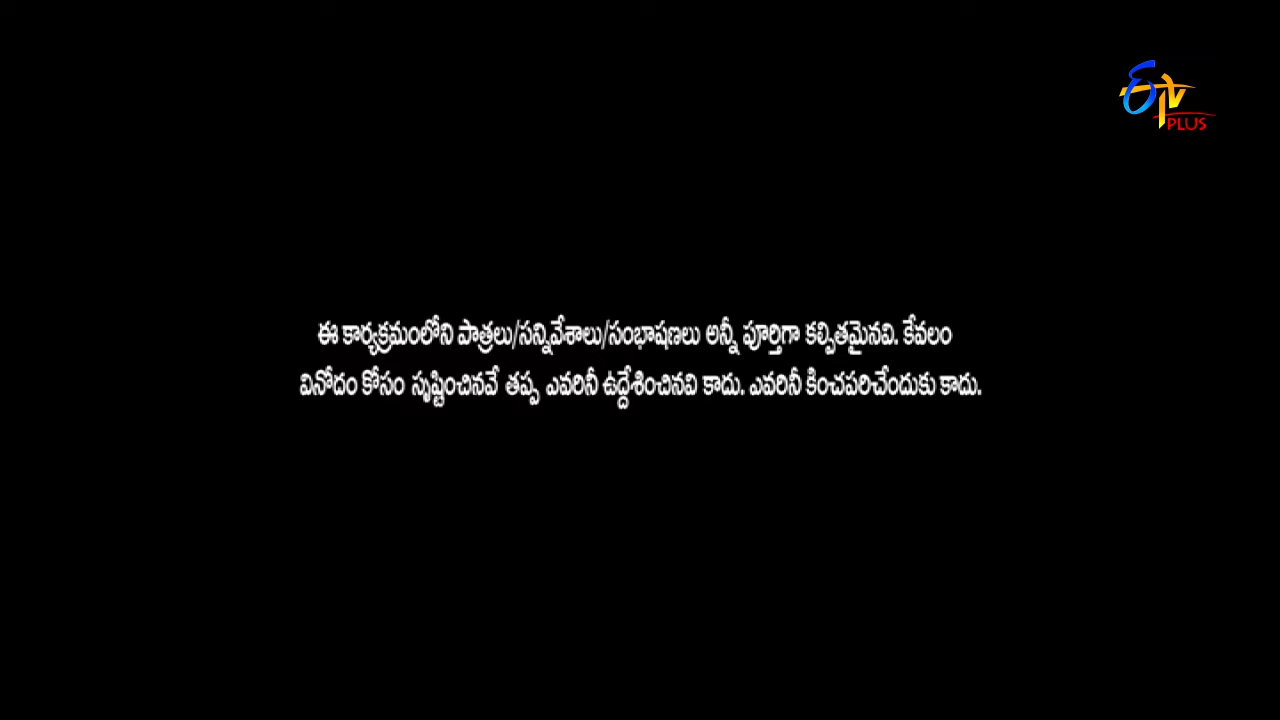 ETV
PLUS
ఈ కార్యక్రమంలోని పాత్రలు/సన్నివేశాలు/సంభాషణలు అన్నీ పూర్తిగా కల్పితమైనవి. కేవలం
వినోదం కోసం సృష్టించినవే తప్ప ఎవరినీ ఉద్దేశించినవి కాదు. ఎవరినీ కించపరిచేందుకు కాదు.